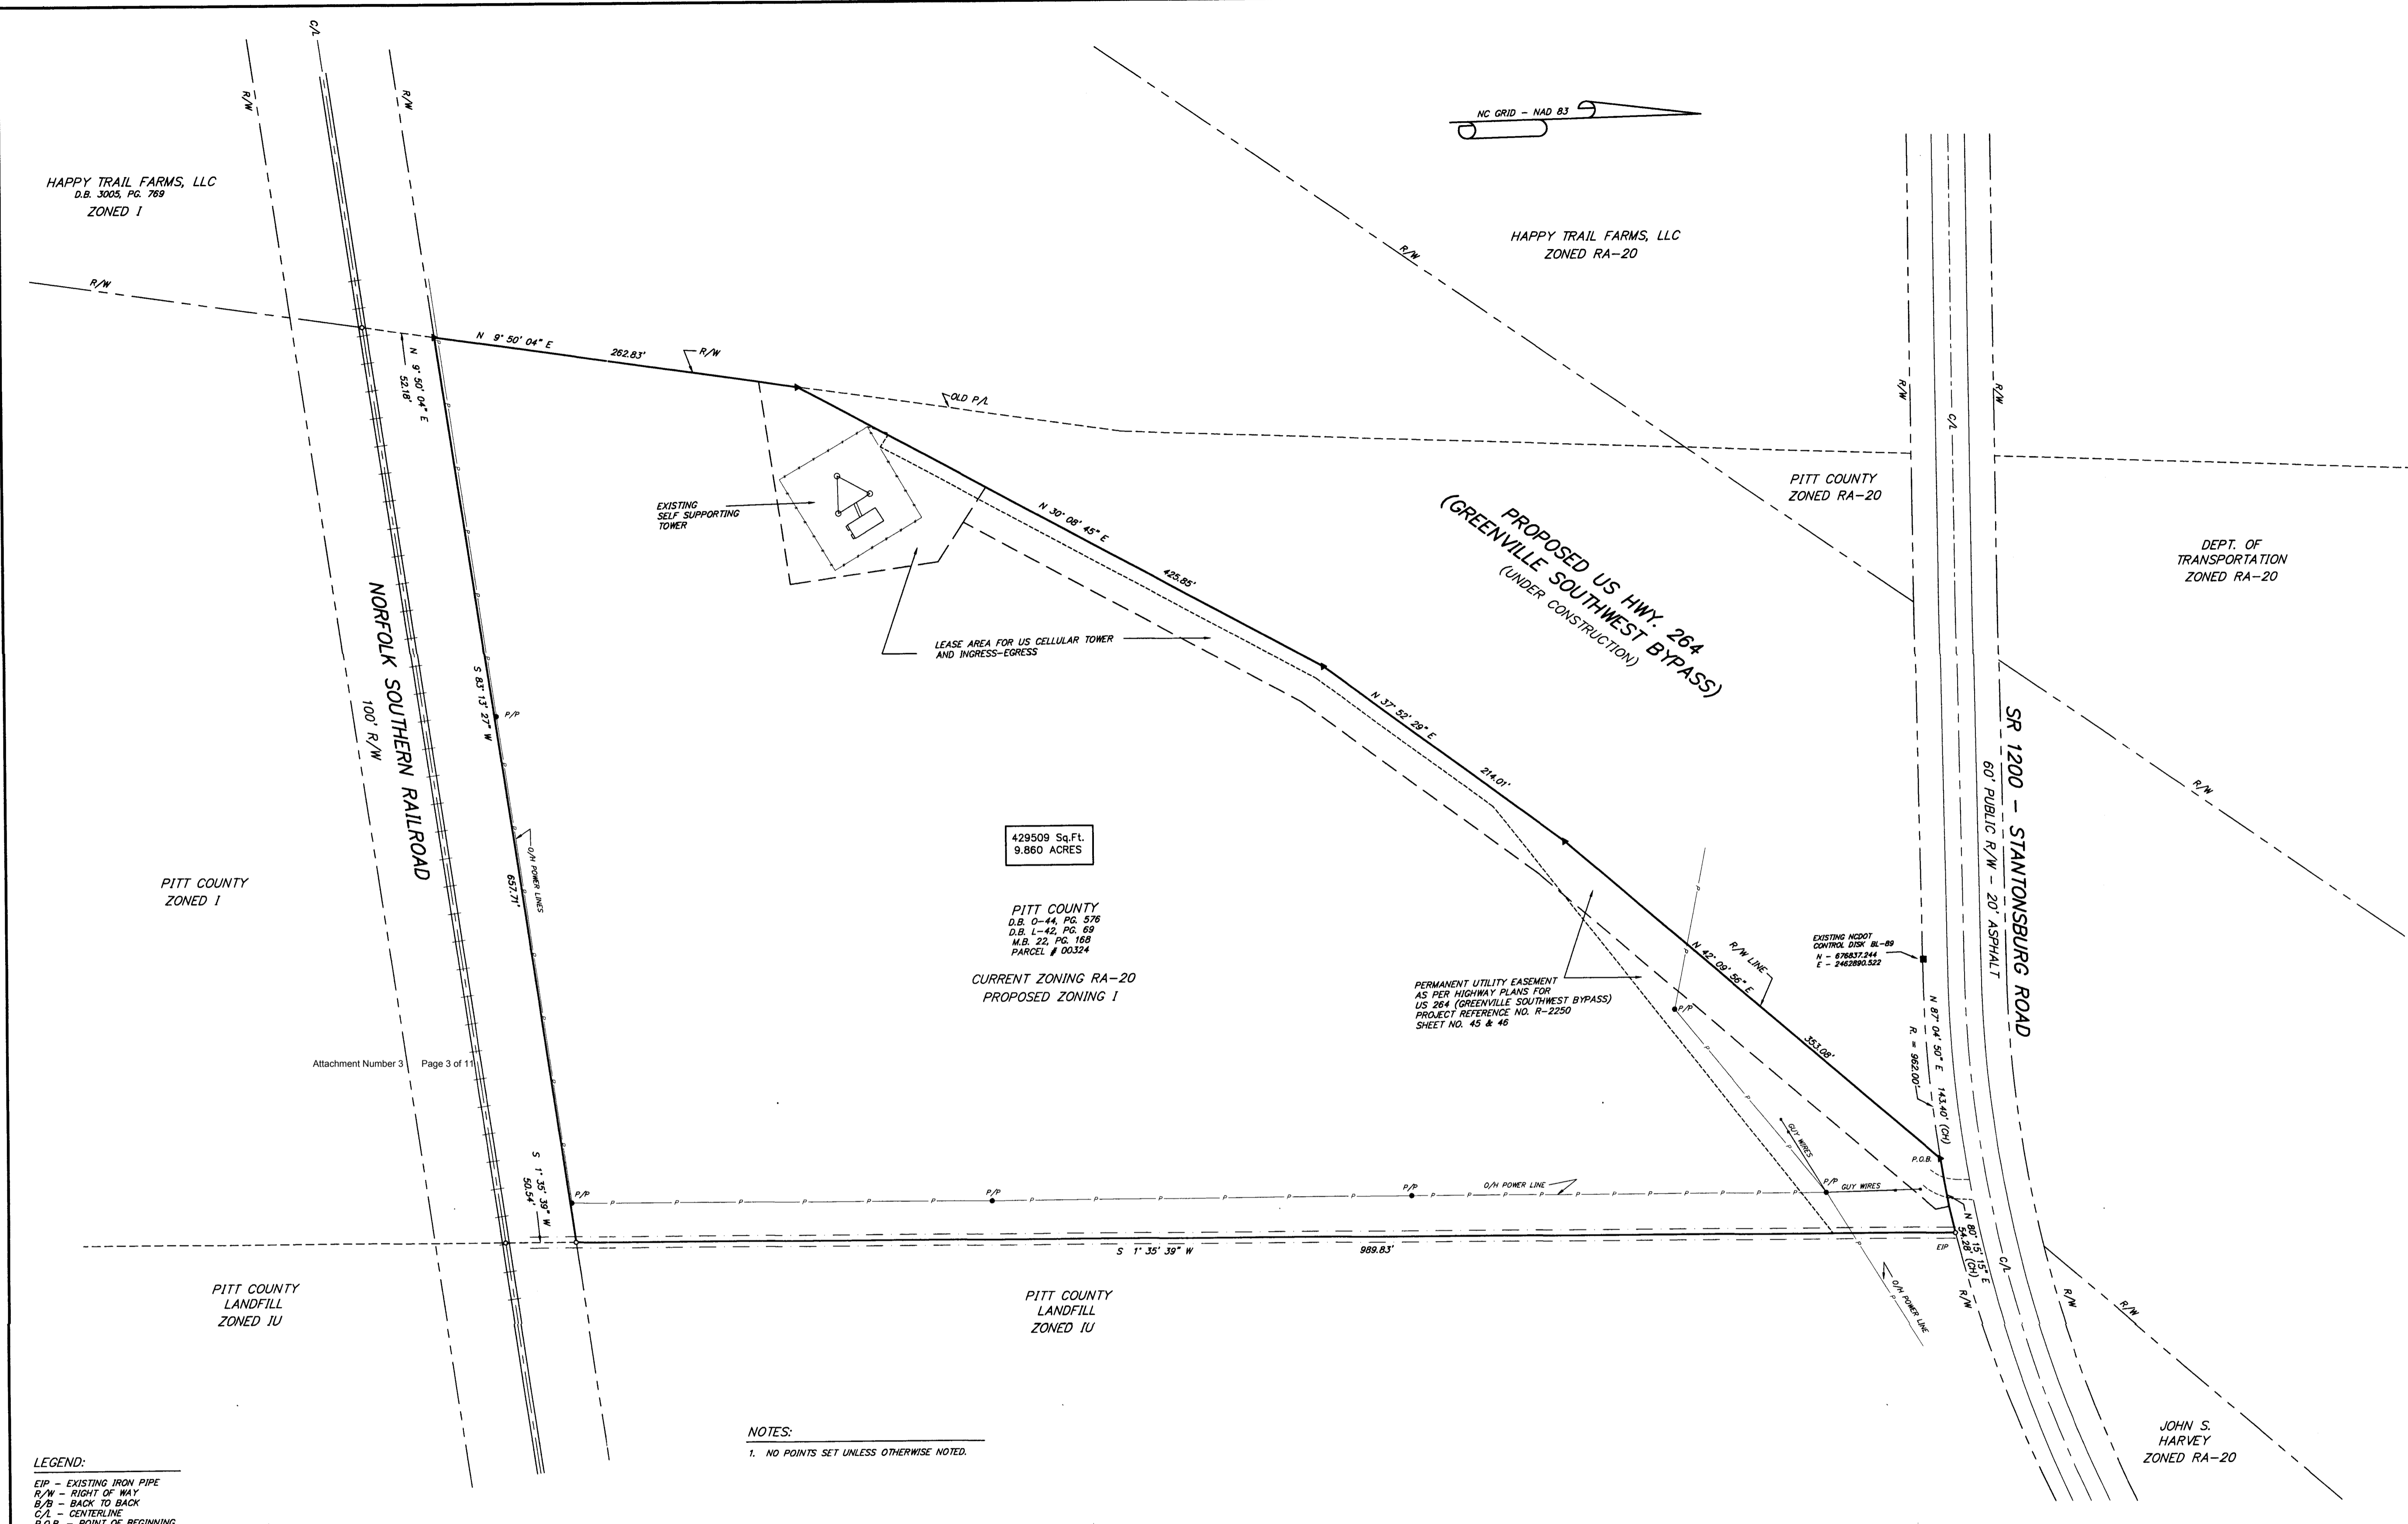 C/L
R/W
R/W
NC GRID - NAD 83
HAPPY TRAIL FARMS, LLC
D.B. 3005, PG. 769
ZONED I
HAPPY TRAIL FARMS, LLC
ZONED RA-20
R/W
R/W
N 9° 50' 04" E
262.83'
R/W
N 9° 50' 04" E
52.18'
OLD P/L
R/W
R/W
C/L
PITT COUNTY
ZONED RA-20
DEPT. OF
TRANSPORTATION
ZONED RA-20
EXISTING
SELF SUPPORTING
TOWER
N 30° 08' 45" E
425.85'
PROPOSED US HWY. 264
(GREENVILLE SOUTHWEST BYPASS)
(UNDER CONSTRUCTION)
LEASE AREA FOR US CELLULAR TOWER
AND INGRESS-EGRESS
NORFOLK SOUTHERN RAILROAD
100' R/W
S 83° 13' 27" W
657.71'
P/P
O/H POWER LINES
N 37° 52' 29" E
214.01'
SR 1200 - STANTONSBURG ROAD
60' PUBLIC R/W - 20' ASPHALT
R/W
429509 Sq.Ft.
9.860 ACRES
PITT COUNTY
ZONED I
PITT COUNTY
D.B. O-44, PG. 576
D.B. L-42, PG. 69
M.B. 22, PG. 168
PARCEL # 00324
CURRENT ZONING RA-20
PROPOSED ZONING I
PERMANENT UTILITY EASEMENT
AS PER HIGHWAY PLANS FOR
US 264 (GREENVILLE SOUTHWEST BYPASS)
PROJECT REFERENCE NO. R-2250
SHEET NO. 45 & 46
R/W LINE
N 42° 09' 56" E
353.08'
P/P
EXISTING NCDOT
CONTROL DISK BL-89
N - 676837.244
E - 2462890.522
N 87° 04' 50" E 143.40' (CH)
R = 962.00'
Attachment Number 3 Page 3 of 11
GUY WIRES
P.O.B.
S 1° 35' 39" W
50.54'
P/P
P/P
P/P
O/H POWER LINE
P/P
GUY WIRES
N 80° 15' 15" E
54.28' (CH)
EIP
S 1° 35' 39" W
989.83'
R/W
C/L
R/W
R/W
O/H POWER LINE
PITT COUNTY
LANDFILL
ZONED IU
PITT COUNTY
LANDFILL
ZONED IU
JOHN S.
HARVEY
ZONED RA-20
NOTES:
1. NO POINTS SET UNLESS OTHERWISE NOTED.
LEGEND:
EIP - EXISTING IRON PIPE
R/W - RIGHT OF WAY
B/B - BACK TO BACK
C/L - CENTERLINE
P.O.B. - POINT OF BEGINNING